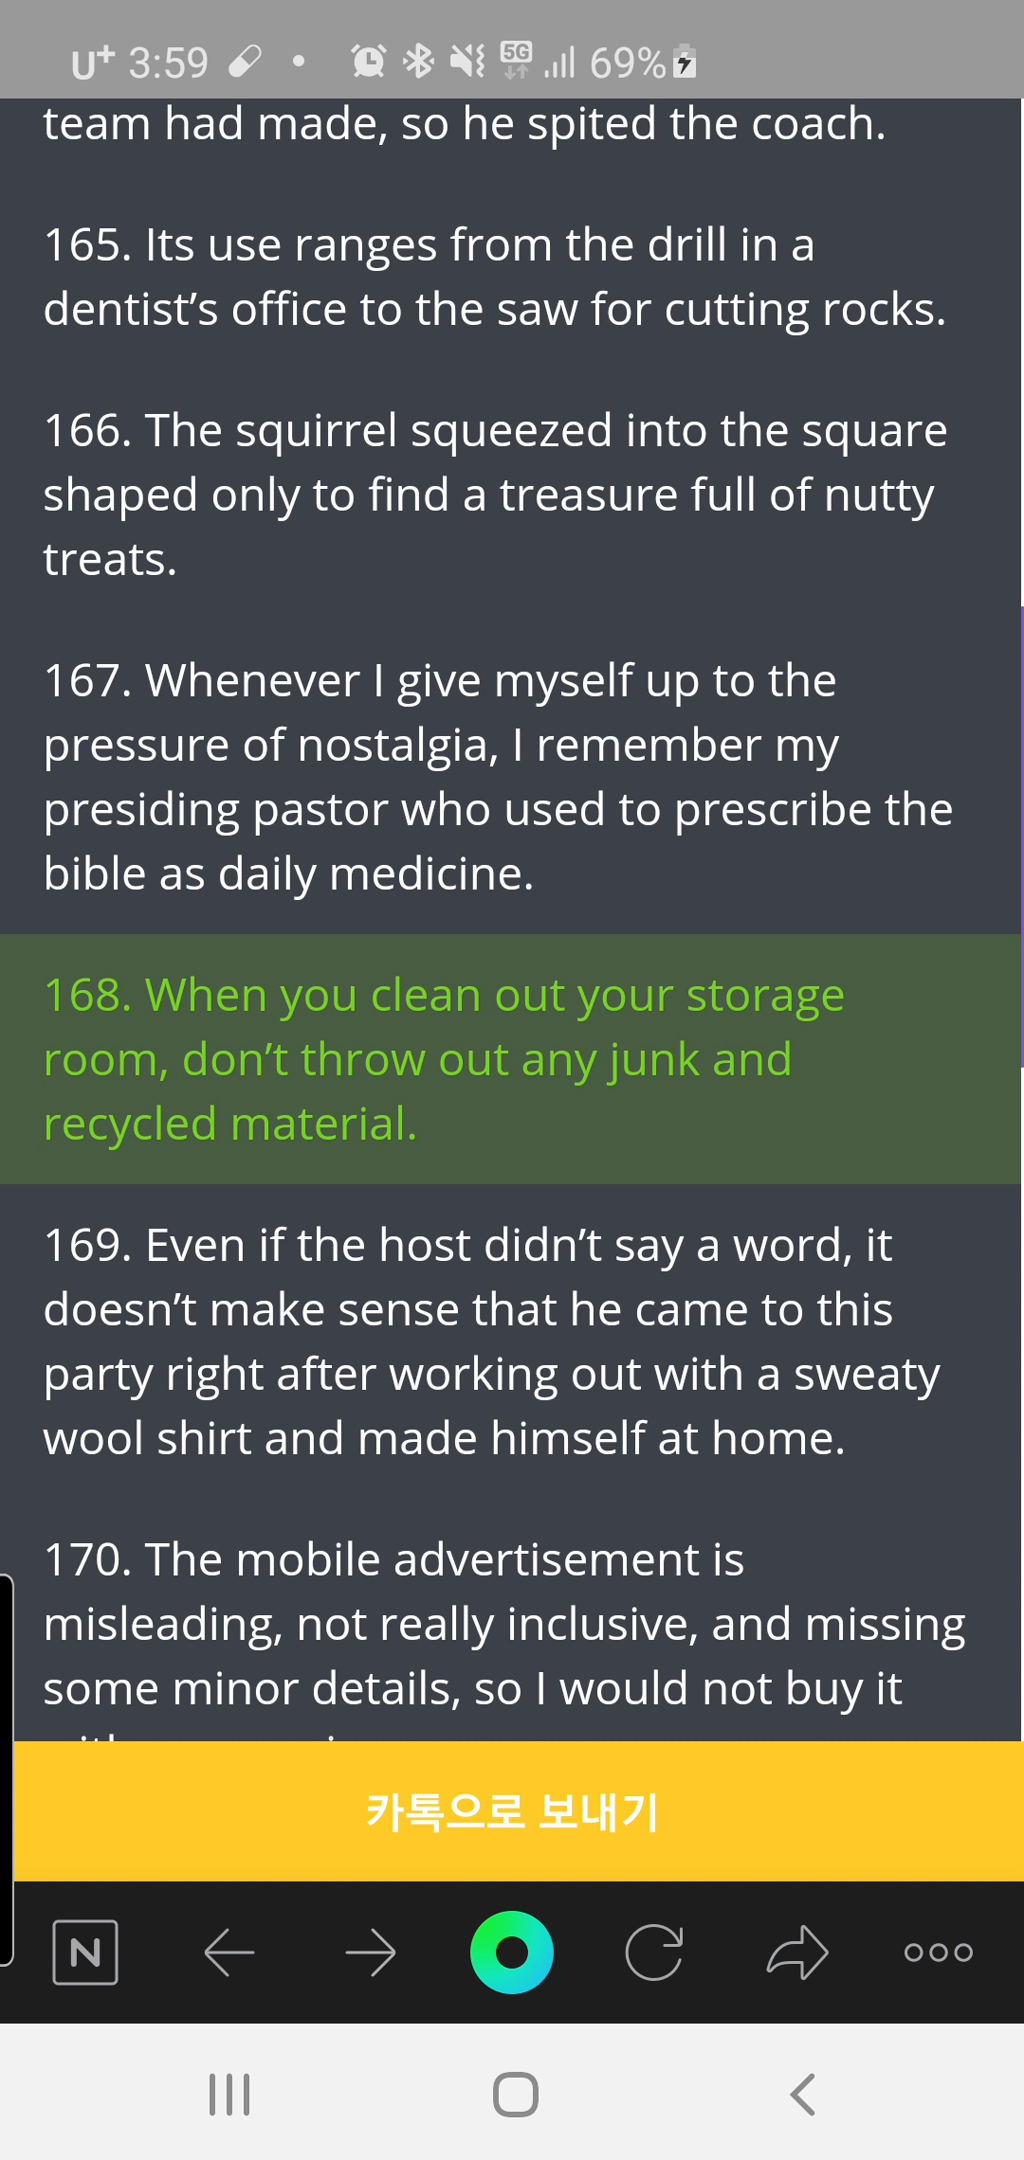 U+ 3:59 5G 69%
team had made, so he spited the coach.
165. Its use ranges from the drill in a
dentist’s office to the saw for cutting rocks.
166. The squirrel squeezed into the square
shaped only to find a treasure full of nutty
treats.
167. Whenever I give myself up to the
pressure of nostalgia, I remember my
presiding pastor who used to prescribe the
bible as daily medicine.
168. When you clean out your storage
room, don’t throw out any junk and
recycled material.
169. Even if the host didn’t say a word, it
doesn’t make sense that he came to this
party right after working out with a sweaty
wool shirt and made himself at home.
170. The mobile advertisement is
misleading, not really inclusive, and missing
some minor details, so I would not buy it
카톡으로 보내기
N